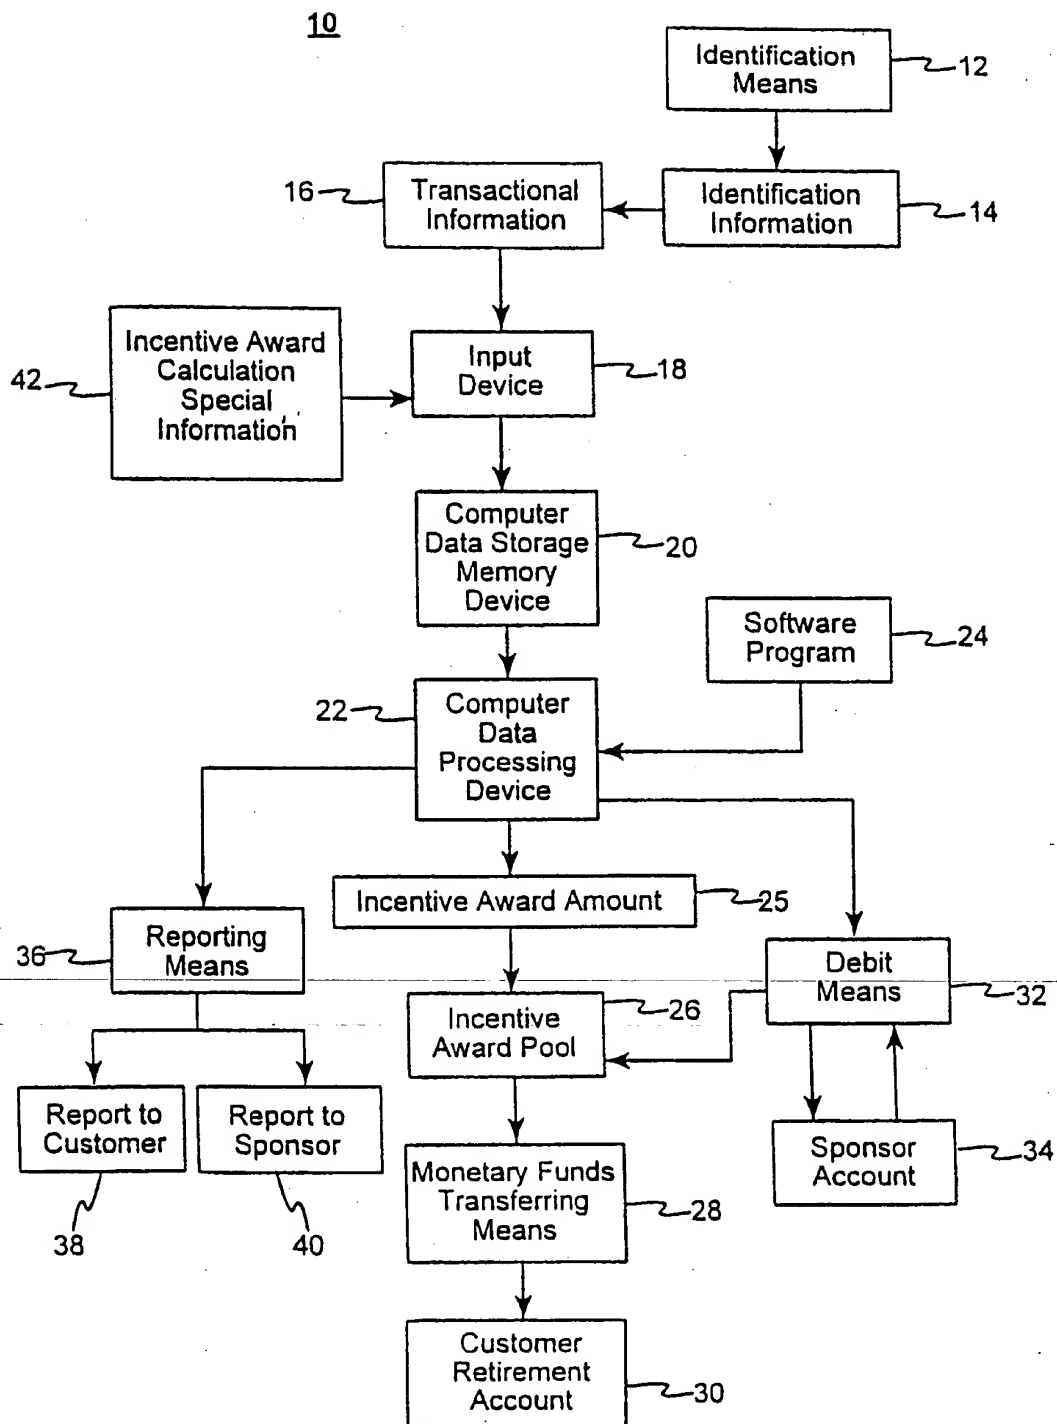 10
Identification
Means
12
16
Transactional
Information
Identification
Information
14
42
Incentive Award
Calculation
Special
Information
Input
Device
18
Computer
Data Storage
Memory
Device
20
Software
Program
24
22
Computer
Data
Processing
Device
Incentive Award Amount
25
36
Reporting
Means
Incentive
Award Pool
26
Debit
Means
32
Report to
Customer
Report to
Sponsor
38
40
Monetary Funds
Transferring
Means
28
Sponsor
Account
34
Customer
Retirement
Account
30